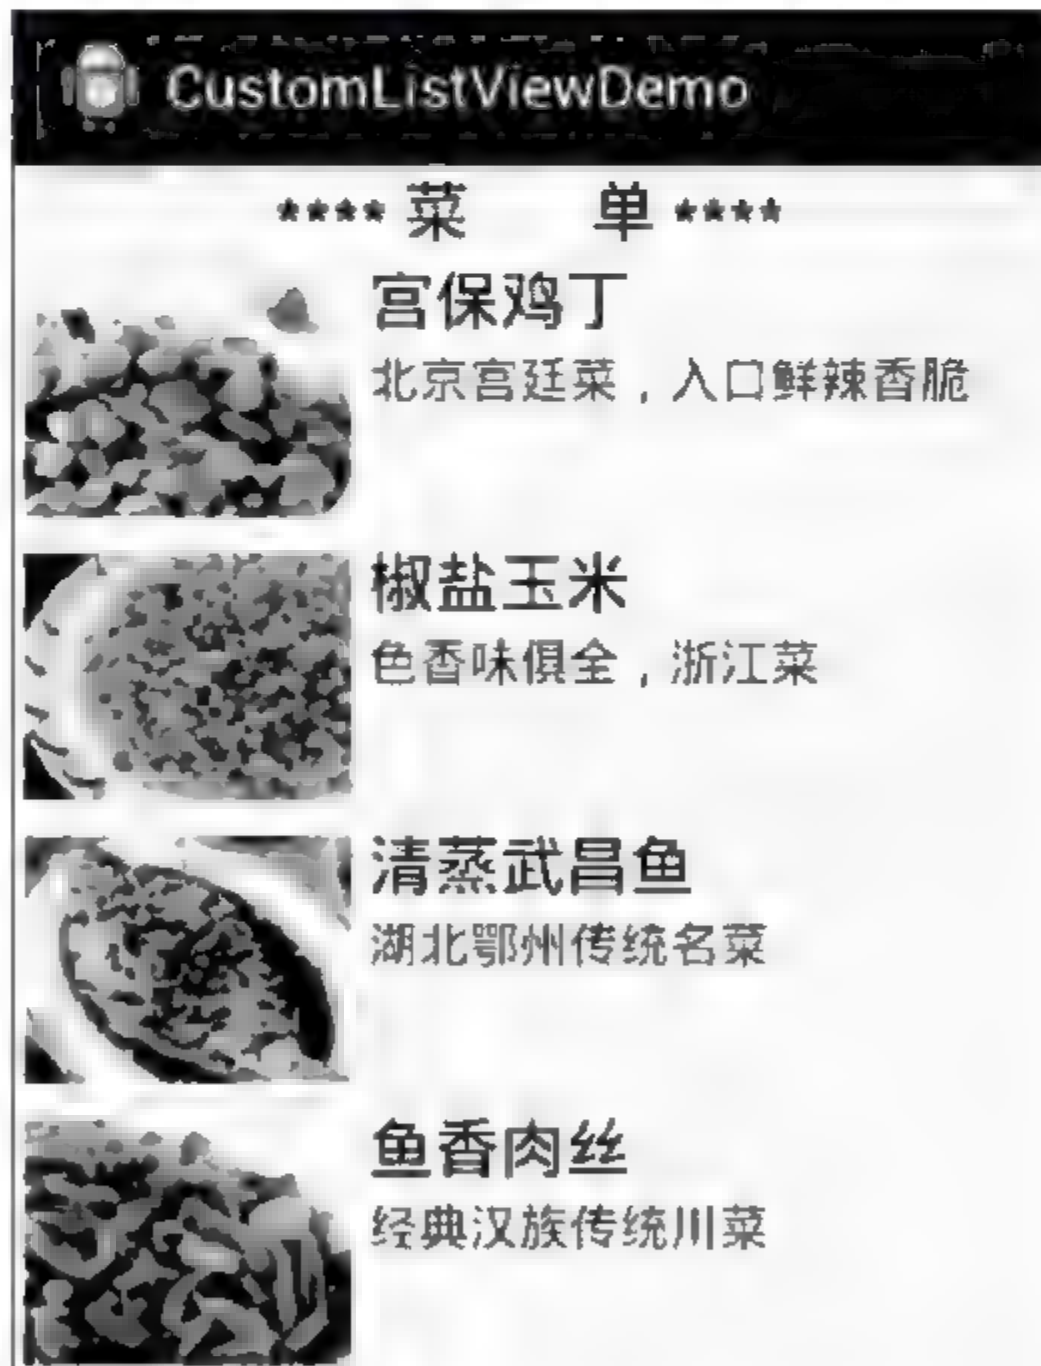 CustomListViewDemo
**** 菜 单 ****
宫保鸡丁
北京宫廷菜，入口鲜辣香脆
椒盐玉米
色香味俱全，浙江菜
清蒸武昌鱼
湖北鄂州传统名菜
鱼香肉丝
经典汉族传统川菜